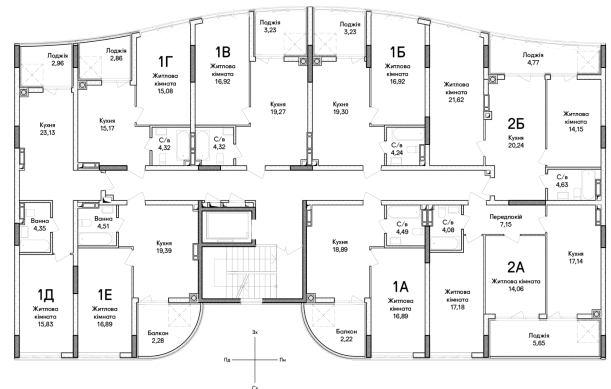 Лоджія
2,96
Лоджія
2,86
1Г
Житлова
кімната
15,08
1В
Житлова
кімната
16,92
Лоджія
3,23
Лоджія
3,23
1Б
Житлова
кімната
16,92
Житлова
кімната
21,62
Лоджія
4,77
2Б
Кухня
20,24
Житлова
кімната
14,15
Кухня
23,13
Кухня
15,17
С/в
4,32
С/в
4,32
Кухня
19,27
Кухня
19,30
С/в
4,24
С/в
4,63
Ванна
4,35
Ванна
4,51
Кухня
19,39
Кухня
18,89
С/в
4,49
С/в
4,08
Передпокій
7,15
Кухня
17,14
1Д
Житлова
кімната
15,83
1Е
Житлова
кімната
16,89
Балкон
2,28
Балкон
2,22
1А
Житлова
кімната
16,89
Житлова
кімната
17,18
2А
Житлова кімната
14,06
Лоджія
5,65
Зх
Пд
Пн
Сх